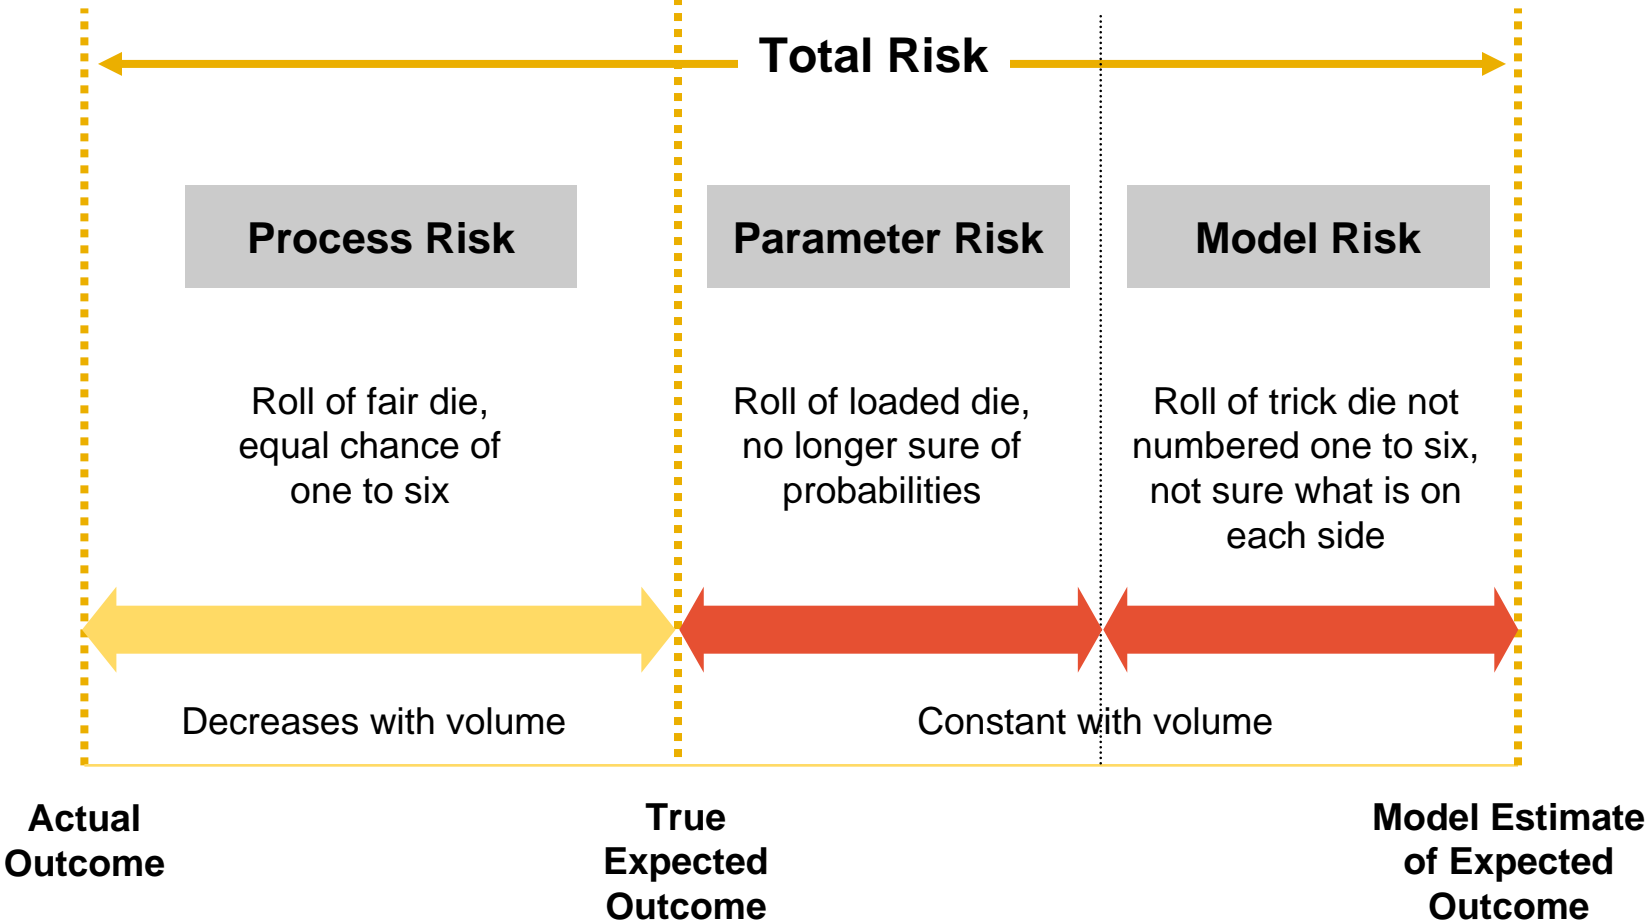 Total Risk
Process Risk
Parameter Risk
Model Risk
Roll of fair die,
equal chance of
one to six
Roll of loaded die,
no longer sure of
probabilities
Roll of trick die not
numbered one to six,
not sure what is on
each side
Decreases with volume
Constant with volume
Actual
Outcome
True
Expected
Outcome
Model Estimate
of Expected
Outcome